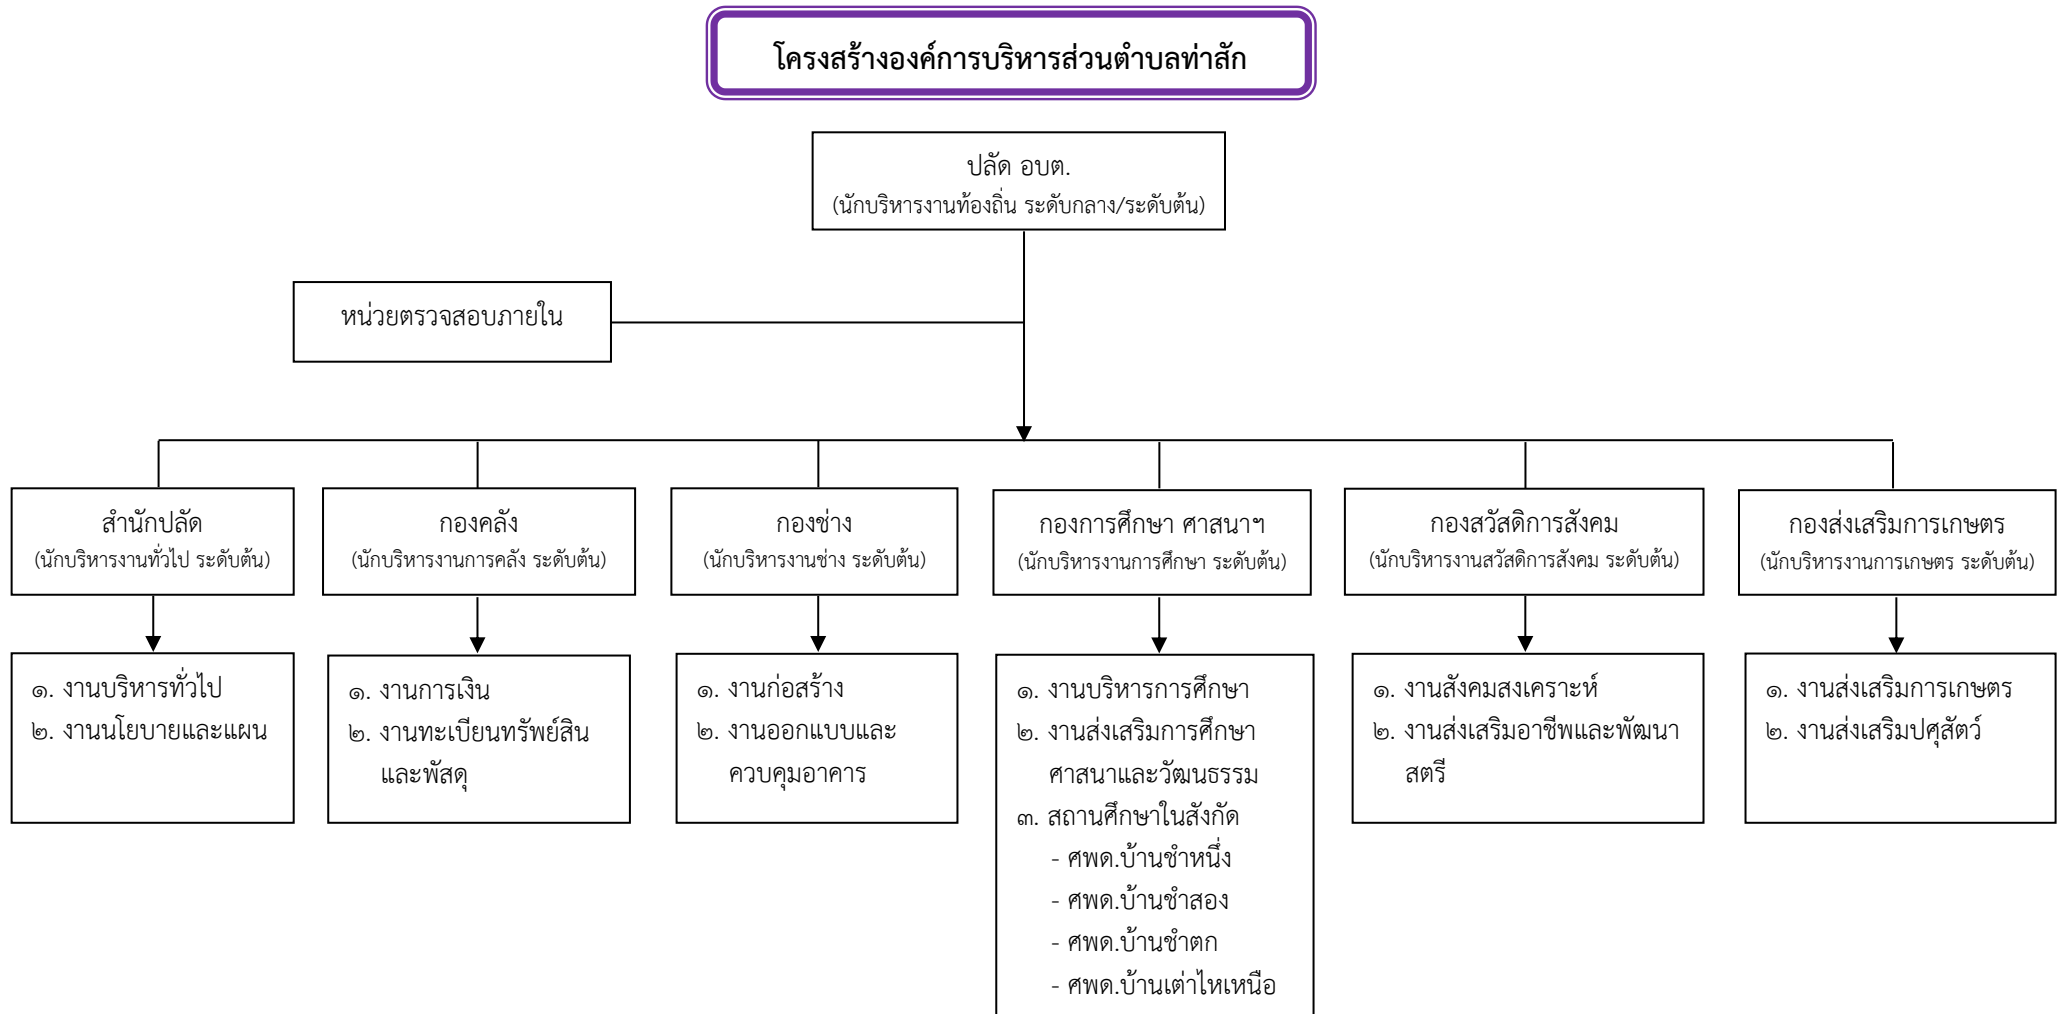 โครงสร้างองค์การบริหารส่วนตำบลท่าสัก
ปลัด อบต.
(นักบริหารงานท้องถิ่น ระดับกลาง/ระดับต้น)
หน่วยตรวจสอบภายใน
สำนักปลัด
(นักบริหารงานทั่วไป ระดับต้น)
กองคลัง
(นักบริหารงานการคลัง ระดับต้น)
กองช่าง
(นักบริหารงานช่าง ระดับต้น)
กองการศึกษา ศาสนาฯ
(นักบริหารงานการศึกษา ระดับต้น)
กองสวัสดิการสังคม
(นักบริหารงานสวัสดิการสังคม ระดับต้น)
กองส่งเสริมการเกษตร
(นักบริหารงานการเกษตร ระดับต้น)
๑. งานบริหารทั่วไป
๒. งานนโยบายและแผน
๑. งานการเงิน
๒. งานทะเบียนทรัพย์สิน
และพัสดุ
๑. งานก่อสร้าง
๒. งานออกแบบและ
ควบคุมอาคาร
๑. งานบริหารการศึกษา
๒. งานส่งเสริมการศึกษา
ศาสนาและวัฒนธรรม
๓. สถานศึกษาในสังกัด
- ศพด.บ้านชำหนึ่ง
- ศพด.บ้านชำสอง
- ศพด.บ้านชำตก
- ศพด.บ้านเต่าไหเหนือ
๑. งานสังคมสงเคราะห์
๒. งานส่งเสริมอาชีพและพัฒนา
สตรี
๑. งานส่งเสริมการเกษตร
๒. งานส่งเสริมปศุสัตว์